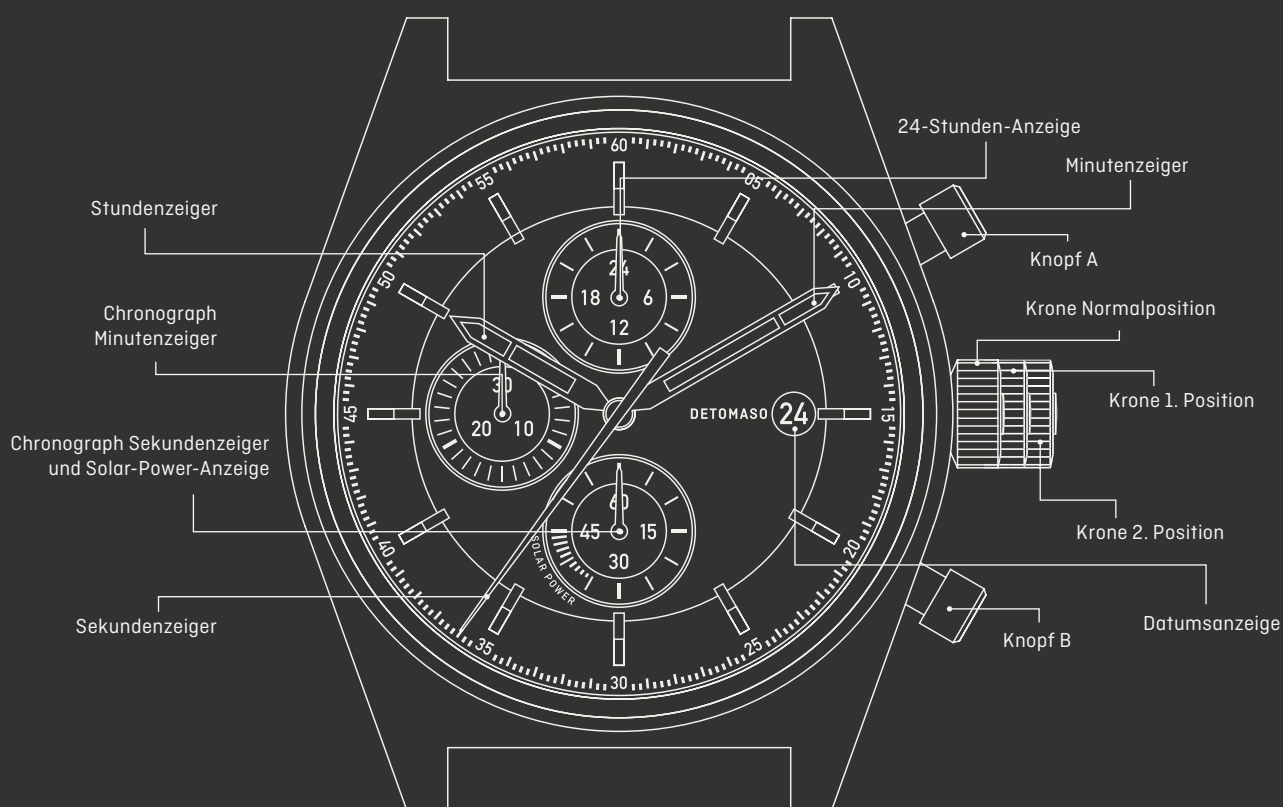 24-Stunden-Anzeige
Minutenzeiger
Stundenzeiger
Knopf A
Chronograph
Minutenzeiger
Krone Normalposition
Krone 1. Position
Chronograph Sekundenzeiger
und Solar-Power-Anzeige
Krone 2. Position
Sekundenzeiger
Knopf B
Datumsanzeige
60
05
10
15
20
25
30
35
40
45
50
55
24
18
6
12
30
20
10
DETOMASO
24
60
45
15
30
SOLAR POWER